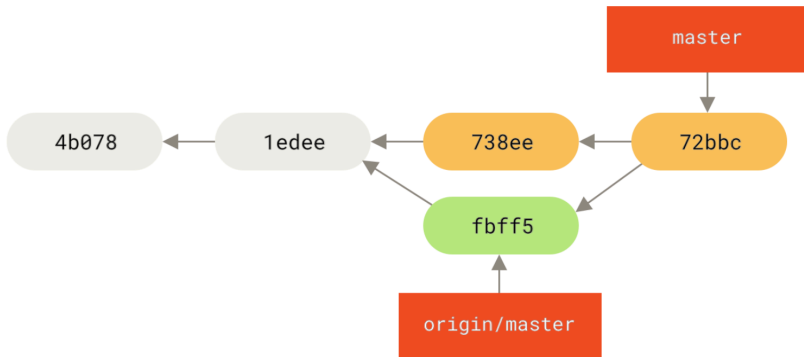 master
4b078
1edee
738ee
72bbc
fbff5
origin/master